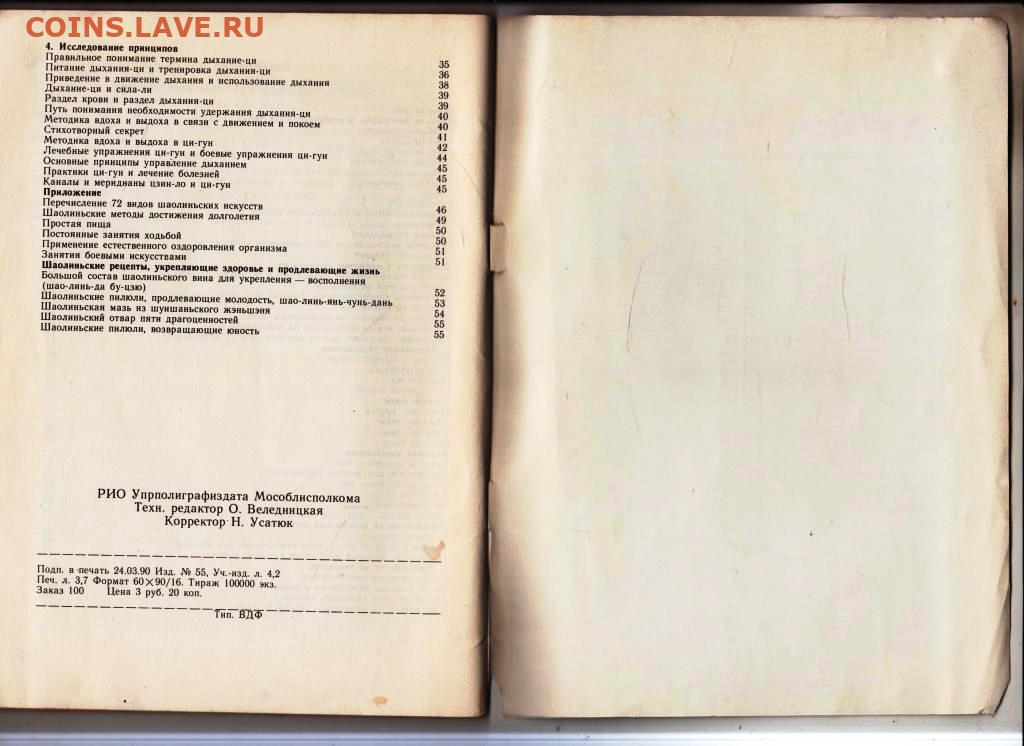 COINS.LAVE.RU
4. Исследование принципов
Правильное понимание термина дыхание-ци 35
Питание дыхания-ци и тренировка дыхания-ци 36
Приведение в движение дыхания и использование дыхания 38
Дыхание-ци и сила-ли 39
Раздел крови и раздел дыхания-ци 39
Путь понимания необходимости удержания дыхания-ци 40
Методика вдоха и выдоха в связи с движением и покоем 40
Стихотворный секрет 41
Методика вдоха и выдоха в ци-гун 42
Лечебные упражнения ци-гун и боевые упражнения ци-гун 44
Основные принципы управление дыханием 45
Практики ци-гун и лечение болезней 45
Каналы и меридианы цзин-ло и ци-гун 45
Приложение
Перечисление 72 видов шаолиньских искусств 46
Шаолиньские методы достижения долголетия 49
Простая пища 50
Постоянные занятия ходьбой 50
Применение естественного оздоровления организма 51
Занятия боевыми искусствами 51
Шаолиньские рецепты, укрепляющие здоровье и продлевающие жизнь
Большой состав шаолиньского вина для укрепления — восполнения
(шао-линь-да бу-цзю) 52
Шаолиньские пилюли, продлевающие молодость, шао-линь-янь-чунь-дань 53
Шаолиньская мазь из шуншаньского жэньшэня 54
Шаолиньский отвар пяти драгоценностей 55
Шаолиньские пилюли, возвращающие юность 55
РИО Упрполиграфиздата Мособлисполкома
Техн. редактор О. Веледницкая
Корректор Н. Усатюк
Подп. в печать 24.03.90 Изд. № 55, Уч.-изд. л. 4,2
Печ. л. 3,7 Формат 60×90/16. Тираж 100000 экз.
Заказ 100 Цена 3 руб. 20 коп.
Тип. ВДФ